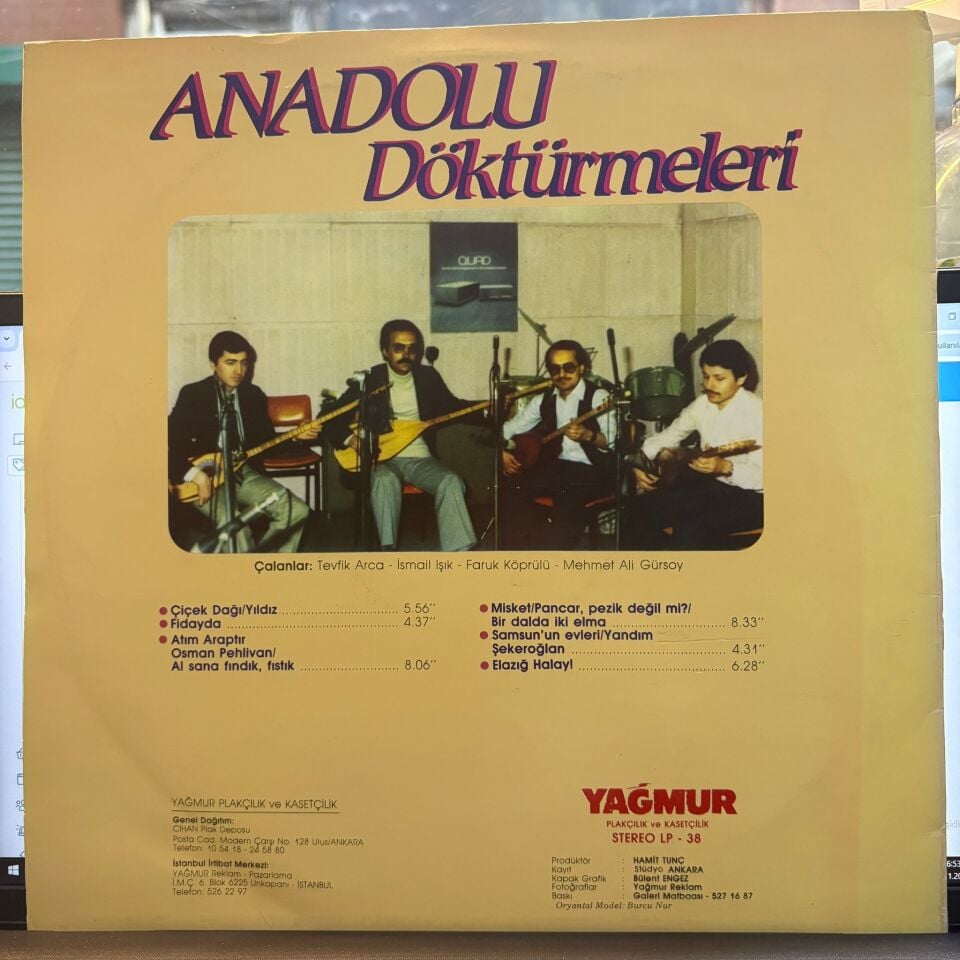 ANADOLU
Döktürmeleri
QUAD
Çalanlar: Tevfik Arca - İsmail Işık - Faruk Köprülü - Mehmet Ali Gürsoy
Çiçek Dağı/Yıldız.............................. 5.56''
Fidayda .............................................. 4.37''
Atım Araptır
Osman Pehlivan/
Al sana fındık, fıstık ......................... 8.06''
Misket/Pancar, pezik değil mi?/
Bir dalda iki elma ............................. 8.33''
Samsun'un evleri/Yandım
Şekeroğlan ....................................... 4.31''
Elazığ Halayı ..................................... 6.28''
YAĞMUR PLAKÇILIK ve KASETÇİLİK
Genel Dağıtım:
CİHAN Plak Deposu
Posta Cad. Modern Çarşı No. 128 Ulus/ANKARA
Telefon: 10 54 18 - 24 58 80
İstanbul İrtibat Merkezi:
YAĞMUR Reklam - Pazarlama
İ.M.Ç. 6. Blok 6225 Unkapanı - İSTANBUL
Telefon: 526 22 97
YAĞMUR
PLAKÇILIK ve KASETÇİLİK
STEREO LP - 38
Prodüktör : HAMİT TUNÇ
Kayıt : Stüdyo ANKARA
Kapak Grafik : Bülent ENGEZ
Fotoğraflar : Yağmur Reklam
Baskı : Galeri Matbaası - 527 16 87
Oryantal Model: Burcu Nur